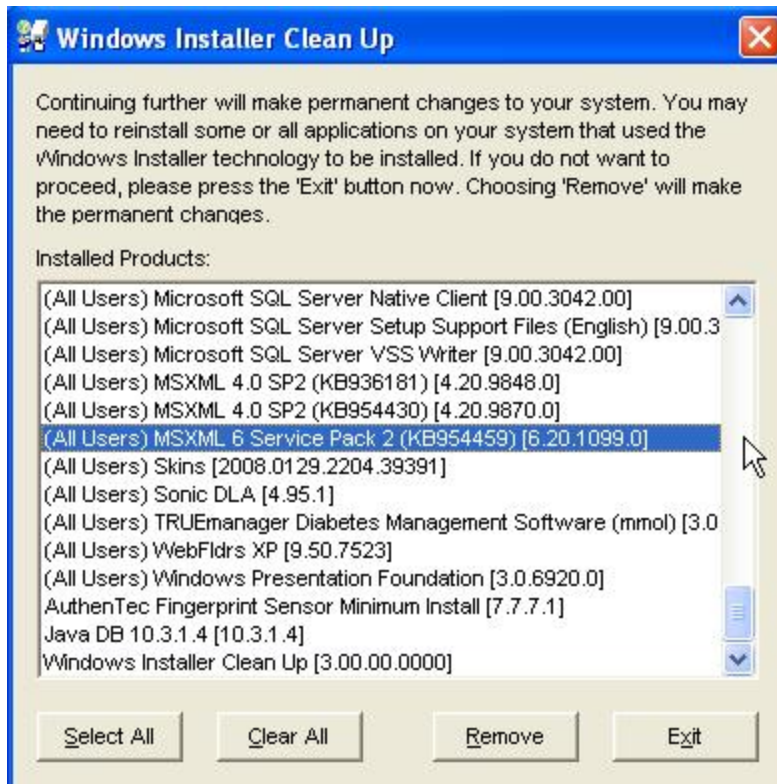 Windows Installer Clean Up
Continuing further will make permanent changes to your system. You may
need to reinstall some or all applications on your system that used the
Windows Installer technology to be installed. If you do not want to
proceed, please press the 'Exit' button now. Choosing 'Remove' will make
the permanent changes.
Installed Products:
(All Users) Microsoft SQL Server Native Client [9.00.3042.00]
(All Users) Microsoft SQL Server Setup Support Files (English) [9.00.3
(All Users) Microsoft SQL Server VSS Writer [9.00.3042.00]
(All Users) MSXML 4.0 SP2 (KB936181) [4.20.9848.0]
(All Users) MSXML 4.0 SP2 (KB954430) [4.20.9870.0]
(All Users) MSXML 6 Service Pack 2 (KB954459) [6.20.1099.0]
(All Users) Skins [2008.0129.2204.39391]
(All Users) Sonic DLA [4.95.1]
(All Users) TRUEmanager Diabetes Management Software (mmol) [3.0
(All Users) WebFldrs XP [9.50.7523]
(All Users) Windows Presentation Foundation [3.0.6920.0]
AuthenTec Fingerprint Sensor Minimum Install [7.7.7.1]
Java DB 10.3.1.4 [10.3.1.4]
Windows Installer Clean Up [3.00.00.0000]
Select All Clear All Remove Exit